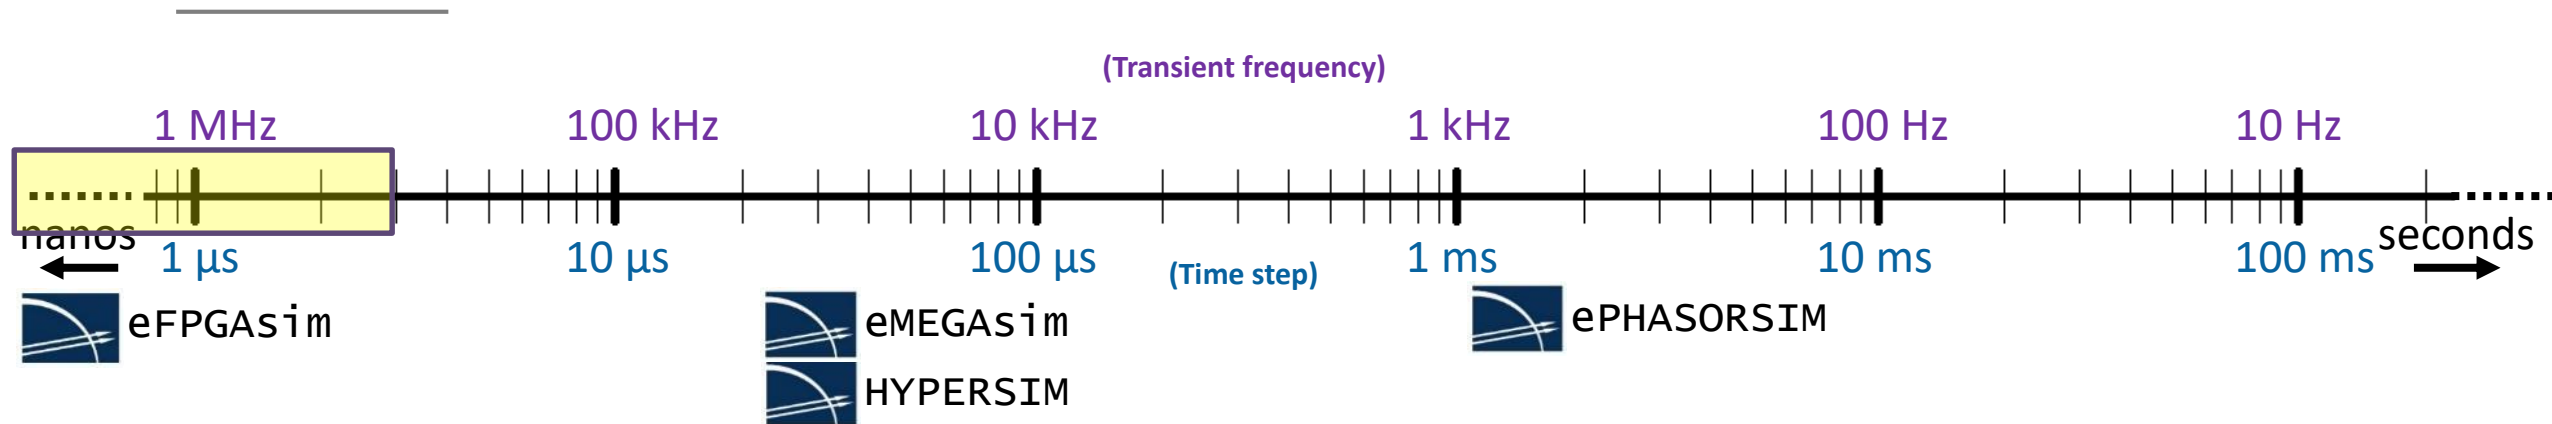 (Transient frequency)
1 MHz 100 kHz 10 kHz 1 kHz 100 Hz 10 Hz
nanos seconds
1 µs 10 µs 100 µs (Time step) 1 ms 10 ms 100 ms
eFPGAsim eMEGAsim ePHASORSIM
HYPERSIM